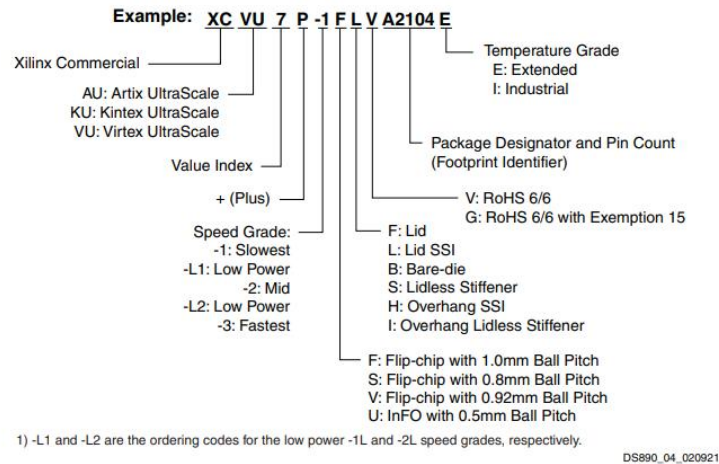 Example: XC VU 7 P -1 F L V A2104 E
Temperature Grade
E: Extended
I: Industrial
Xilinx Commercial
AU: Artix UltraScale
KU: Kintex UltraScale
VU: Virtex UltraScale
Package Designator and Pin Count
(Footprint Identifier)
Value Index
+ (Plus)
V: RoHS 6/6
G: RoHS 6/6 with Exemption 15
Speed Grade:
-1: Slowest
-L1: Low Power
-2: Mid
-L2: Low Power
-3: Fastest
F: Lid
L: Lid SSI
B: Bare-die
S: Lidless Stiffener
H: Overhang SSI
I: Overhang Lidless Stiffener
F: Flip-chip with 1.0mm Ball Pitch
S: Flip-chip with 0.8mm Ball Pitch
V: Flip-chip with 0.92mm Ball Pitch
U: InFO with 0.5mm Ball Pitch
1) -L1 and -L2 are the ordering codes for the low power -1L and -2L speed grades, respectively.
DS890_04_020921